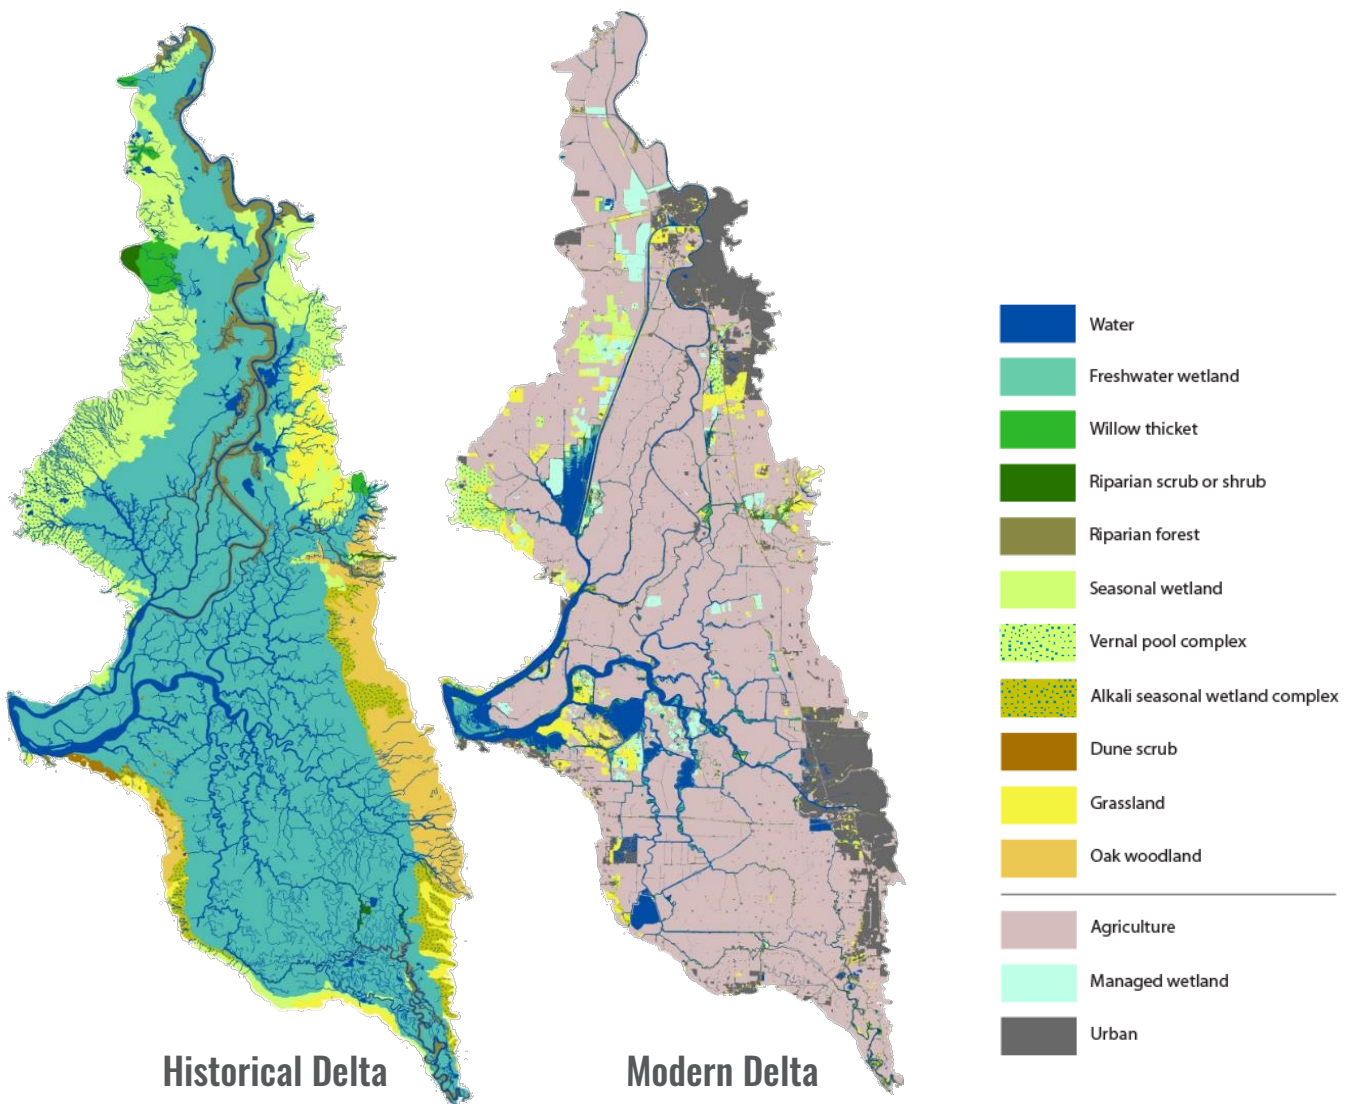 Water
Freshwater wetland
Willow thicket
Riparian scrub or shrub
Riparian forest
Seasonal wetland
Vernal pool complex
Alkali seasonal wetland complex
Dune scrub
Grassland
Oak woodland
Agriculture
Managed wetland
Urban
Historical Delta
Modern Delta